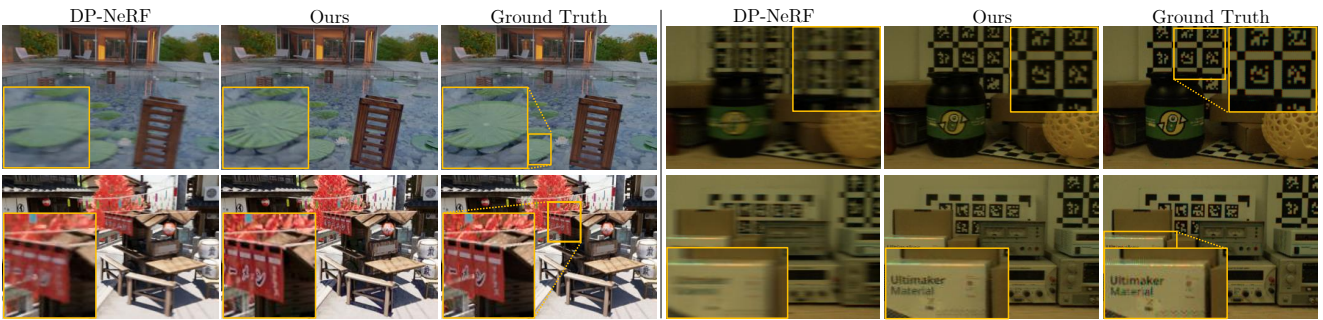 DP-NeRF Ours Ground Truth DP-NeRF Ours Ground Truth
Ultimaker
Material
Ultimaker
Material